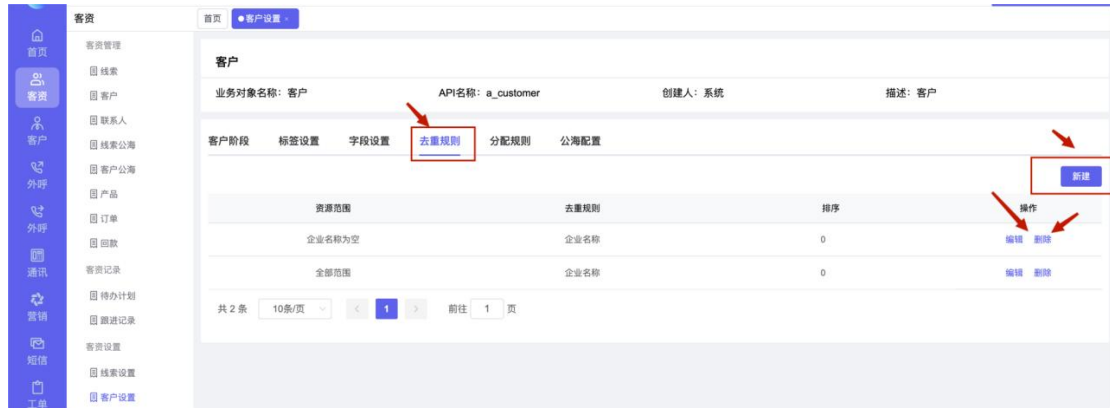 客资
首页
客户设置
首页
客资
客户
外呼
外呼
通讯
营销
短信
工单
客资管理
线索
客户
联系人
线索公海
客户公海
产品
订单
回款
客资记录
待办计划
跟进记录
客资设置
线索设置
客户设置
客户
业务对象名称：客户 API名称：a_customer 创建人：系统 描述：客户
客户阶段 标签设置 字段设置 去重规则 分配规则 公海配置
新建
资源范围 去重规则 排序 操作
企业名称为空 企业名称 0 编辑 删除
全部范围 企业名称 0 编辑 删除
共 2 条 10条/页 < 1 > 前往 1 页